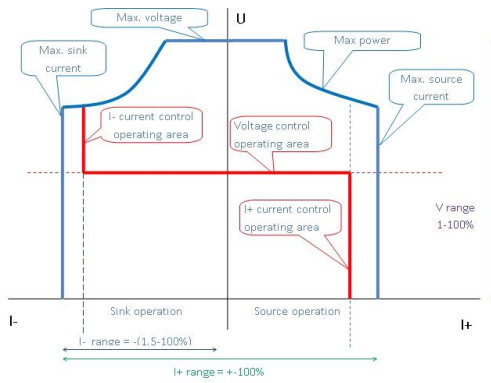 Max. voltage
U
Max. sink
current
Max power
Max. source
current
I- current control
operating area
Voltage control
operating area
I+ current control
operating area
V range
1-100%
Sink operation
Source operation
I-
I+
I- range = -(1.5-100%)
I+ range = +-100%